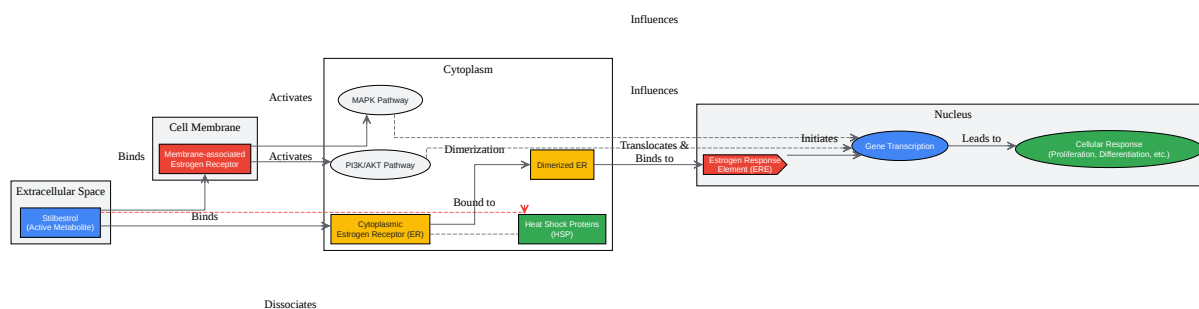 Influences
Cytoplasm
Influences
Activates
MAPK Pathway
Nucleus
Cell Membrane
Initiates
Leads to
Gene Transcription
Cellular Response
(Proliferation, Differentiation, etc.)
Binds
Membrane-associated
Estrogen Receptor
Activates
PI3K/AKT Pathway
Dimerization
Dimerized ER
Translocates &
Binds to
Estrogen Response
Element (ERE)
Extracellular Space
Stilbestrol
(Active Metabolite)
Binds
Bound to
Cytoplasmic
Estrogen Receptor (ER)
Heat Shock Proteins
(HSP)
Dissociates